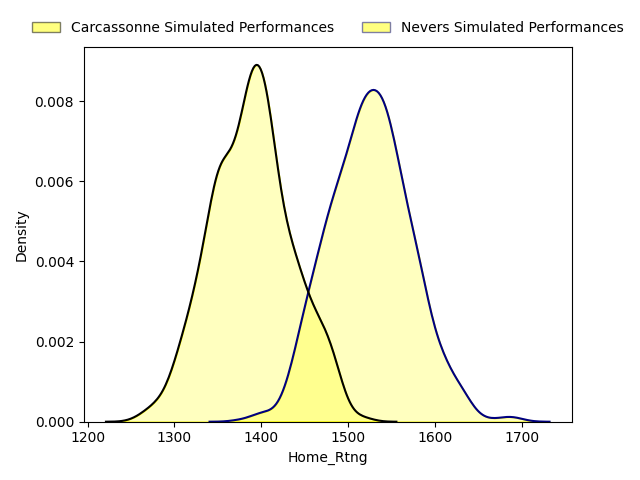 Carcassonne Simulated Performances Nevers Simulated Performances
0.008
0.006
0.004
0.002
0.000
Density
1200 1300 1400 1500 1600 1700
Home_Rtng